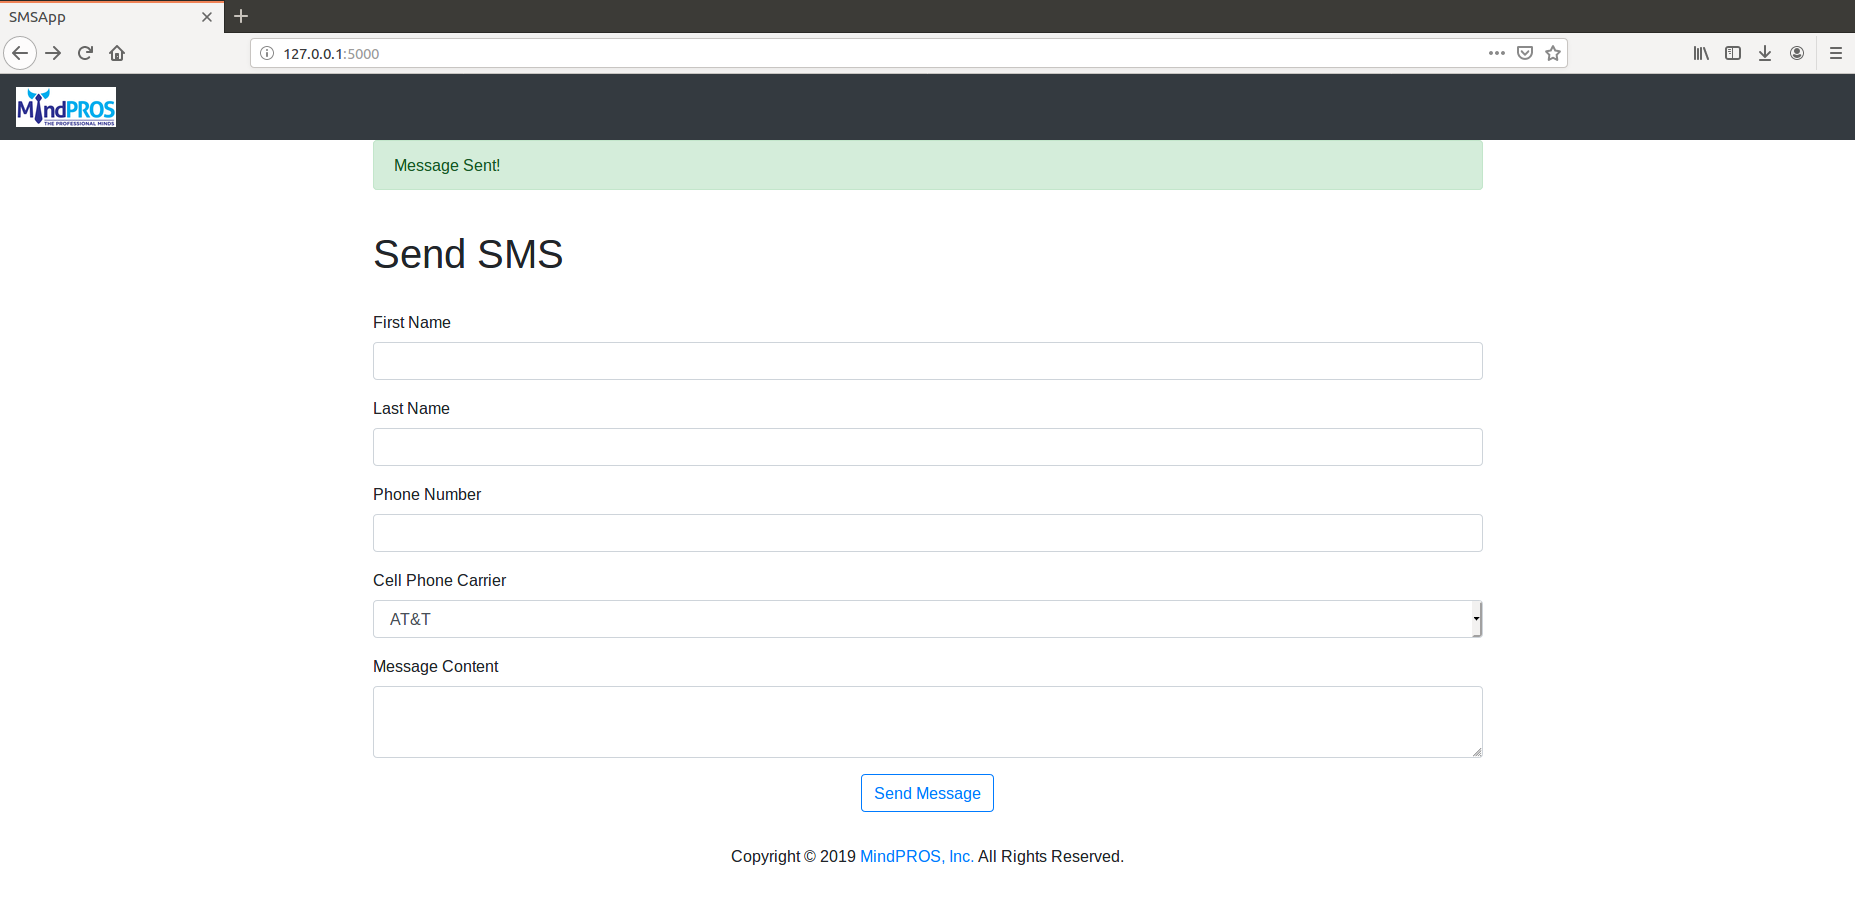 SMSApp
127.0.0.1:5000
MindPROS
THE PROFESSIONAL MINDS
Message Sent!
Send SMS
First Name
Last Name
Phone Number
Cell Phone Carrier
AT&T
Message Content
Send Message
Copyright © 2019 MindPROS, Inc. All Rights Reserved.